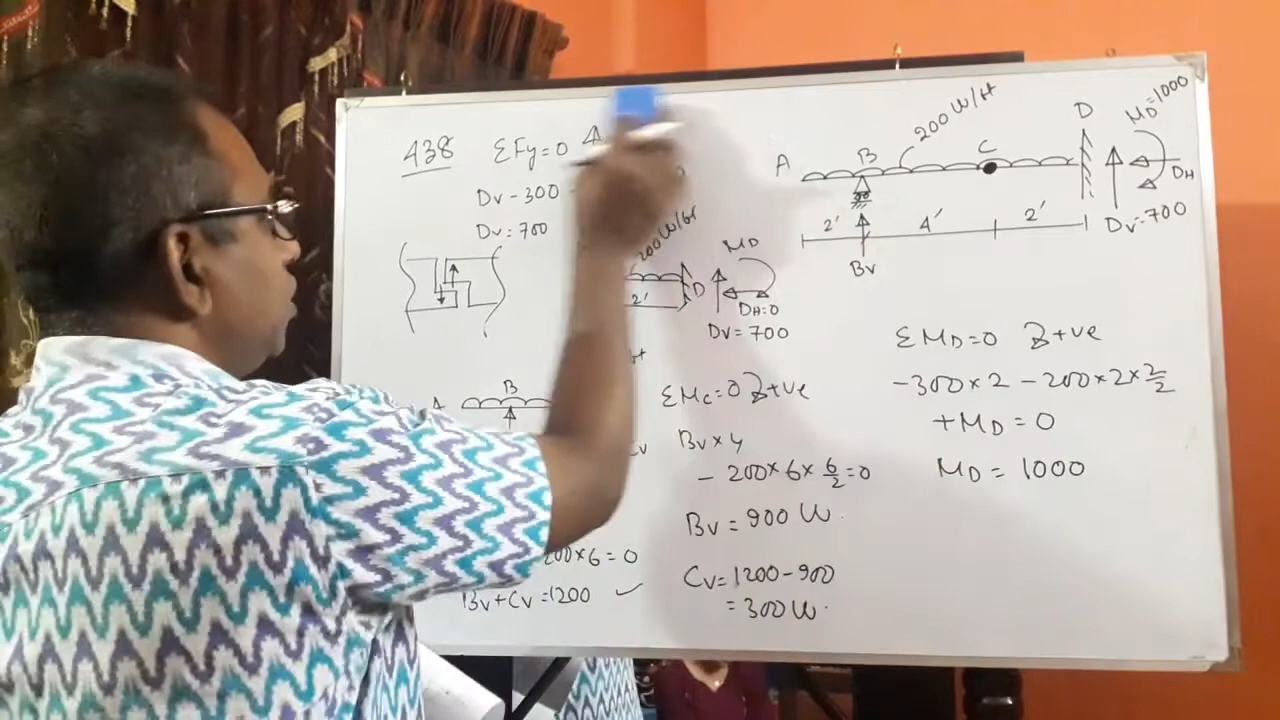 438
ΣFy=0
Dv - 300
Dv = 700
200 W/ft
2'
D
MD
DH=0
Dv = 700
A
B
Bv + Cv = 1200
200×6 = 0
ΣMc=0 +ve
Bv × 4
- 200×6× 6/2 = 0
Bv = 900 W.
Cv = 1200 - 900
= 300 W.
A
B
C
D
200 W/ft
2'
4'
2'
Bv
MD=1000
DH
Dv=700
ΣMD=0 +ve
- 300×2 - 200×2×2/2
+MD = 0
MD = 1000